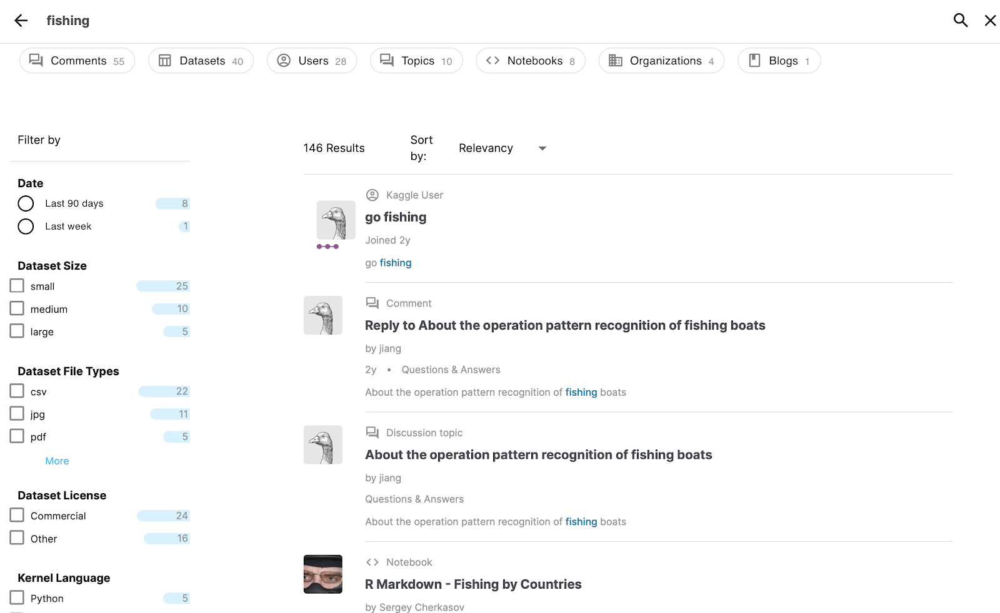 fishing
Comments 55 Datasets 40 Users 28 Topics 10 Notebooks 8 Organizations 4 Blogs 1
Filter by
Date
Last 90 days 8
Last week 1
Dataset Size
small 25
medium 10
large 5
Dataset File Types
csv 22
jpg 11
pdf 5
More
Dataset License
Commercial 24
Other 16
Kernel Language
Python 5
146 Results
Sort
by:
Relevancy
Kaggle User
go fishing
Joined 2y
go fishing
Comment
Reply to About the operation pattern recognition of fishing boats
by jiang
2y • Questions & Answers
About the operation pattern recognition of fishing boats
Discussion topic
About the operation pattern recognition of fishing boats
by jiang
Questions & Answers
About the operation pattern recognition of fishing boats
Notebook
R Markdown - Fishing by Countries
by Sergey Cherkasov